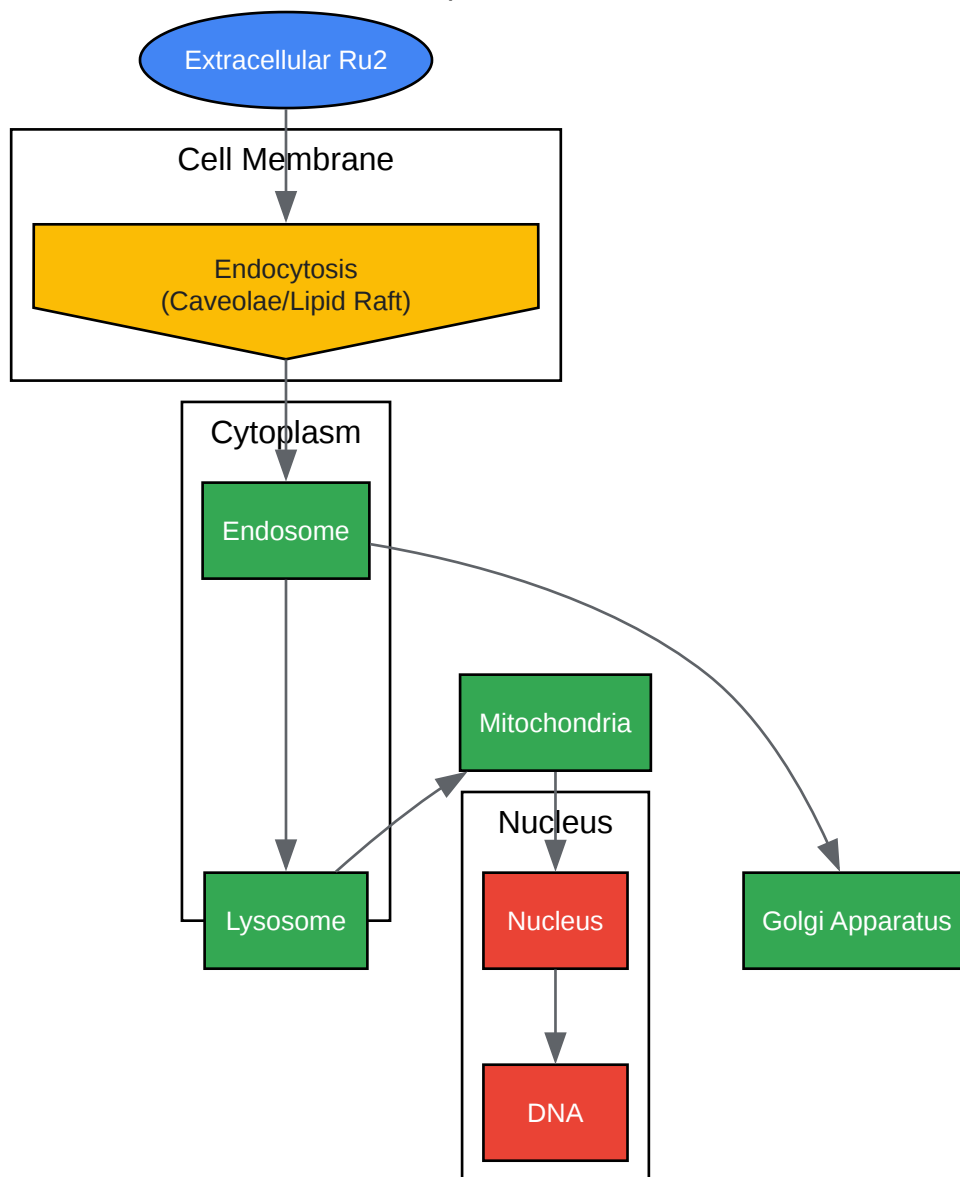 Extracellular Ru2
Cell Membrane
Endocytosis
(Caveolae/Lipid Raft)
Cytoplasm
Endosome
Mitochondria
Nucleus
Lysosome
Nucleus
Golgi Apparatus
DNA